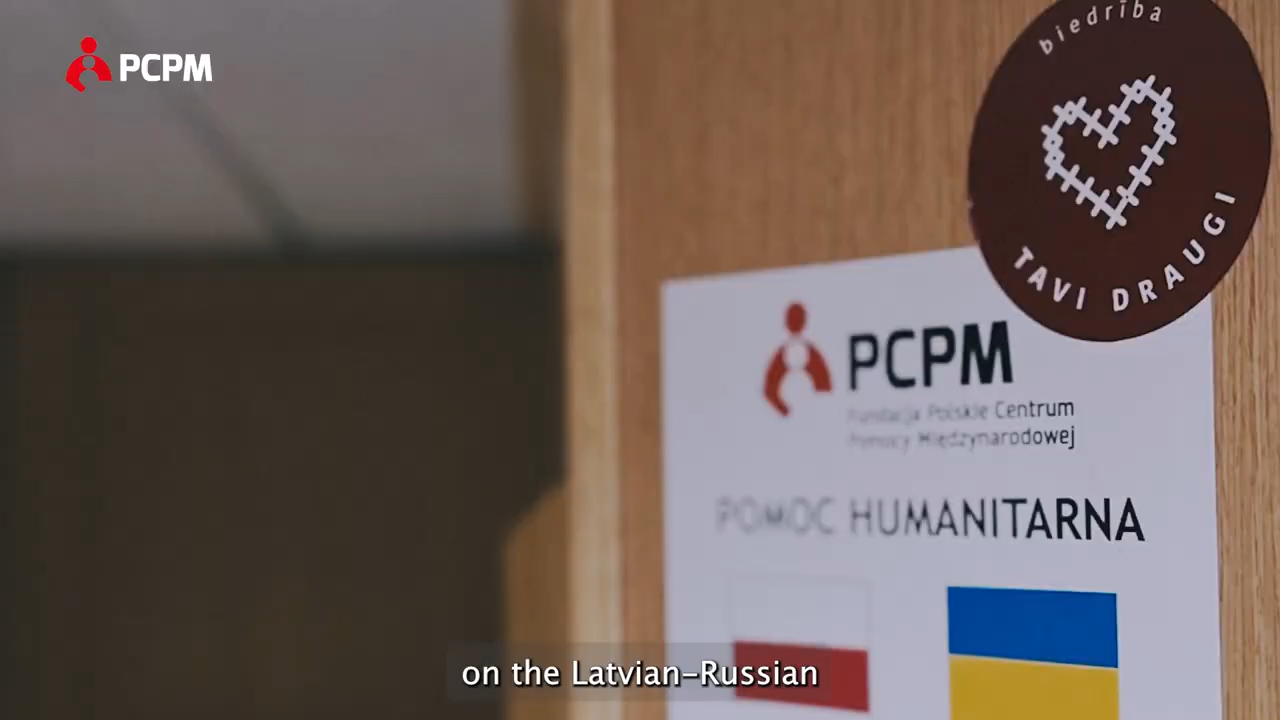 PCPM
biedrība
TAVI DRAUGI
PCPM
Fundacja Polskie Centrum
Pomocy Międzynarodowej
POMOC HUMANITARNA
on the Latvian-Russian